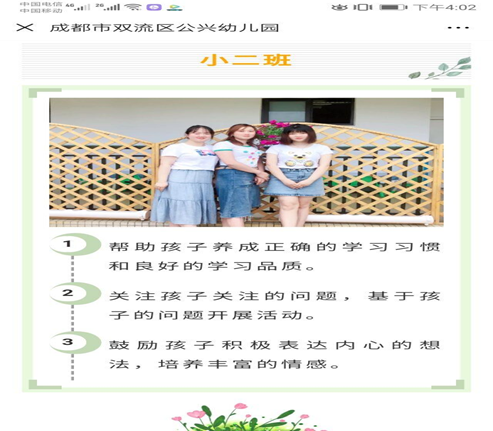 中国电信 4G 2G
中国移动 下午4:02
成都市双流区公兴幼儿园
小二班
1
帮助孩子养成正确的学习习惯
和良好的学习品质。
2
关注孩子关注的问题，基于孩
子的问题开展活动。
3
鼓励孩子积极表达内心的想
法，培养丰富的情感。